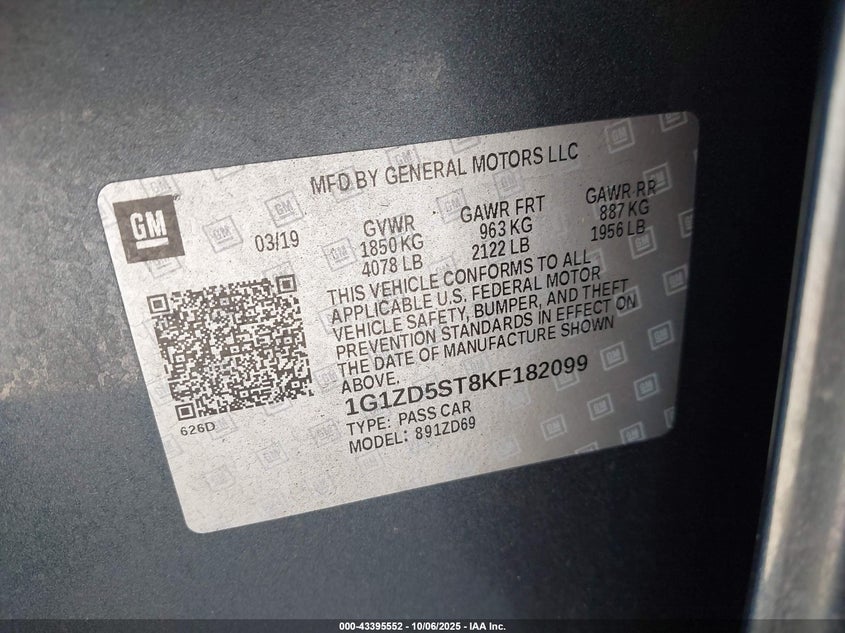 MFD BY GENERAL MOTORS LLC
GM
03/19
GVWR
1850 KG
4078 LB
GAWR FRT
963 KG
2122 LB
GAWR RR
887 KG
1956 LB
THIS VEHICLE CONFORMS TO ALL
APPLICABLE U.S. FEDERAL MOTOR
VEHICLE SAFETY, BUMPER, AND THEFT
PREVENTION STANDARDS IN EFFECT ON
THE DATE OF MANUFACTURE SHOWN
ABOVE.
1G1ZD5ST8KF182099
TYPE: PASS CAR
MODEL: 891ZD69
626D
000-43395552 - 10/06/2025 - IAA Inc.